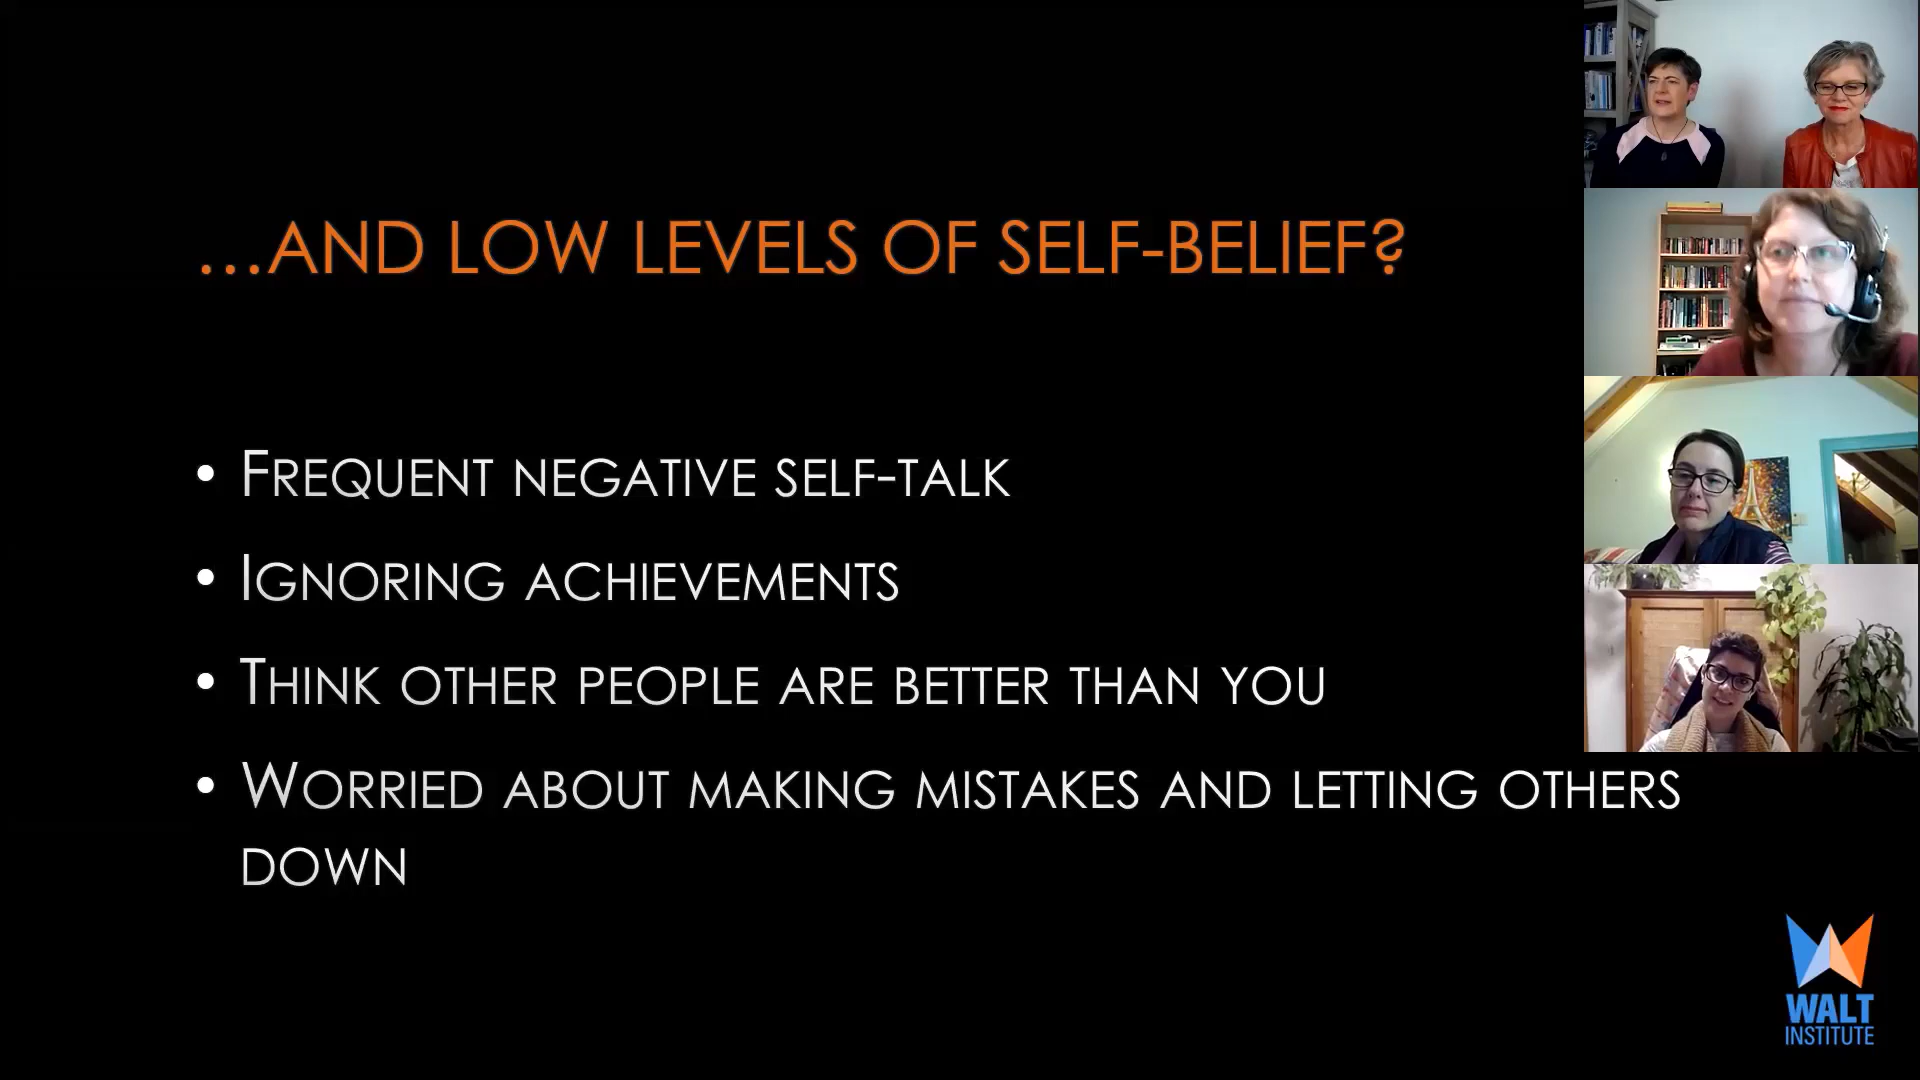 …AND LOW LEVELS OF SELF-BELIEF?
• FREQUENT NEGATIVE SELF-TALK
• IGNORING ACHIEVEMENTS
• THINK OTHER PEOPLE ARE BETTER THAN YOU
• WORRIED ABOUT MAKING MISTAKES AND LETTING OTHERS
DOWN
WALT
INSTITUTE